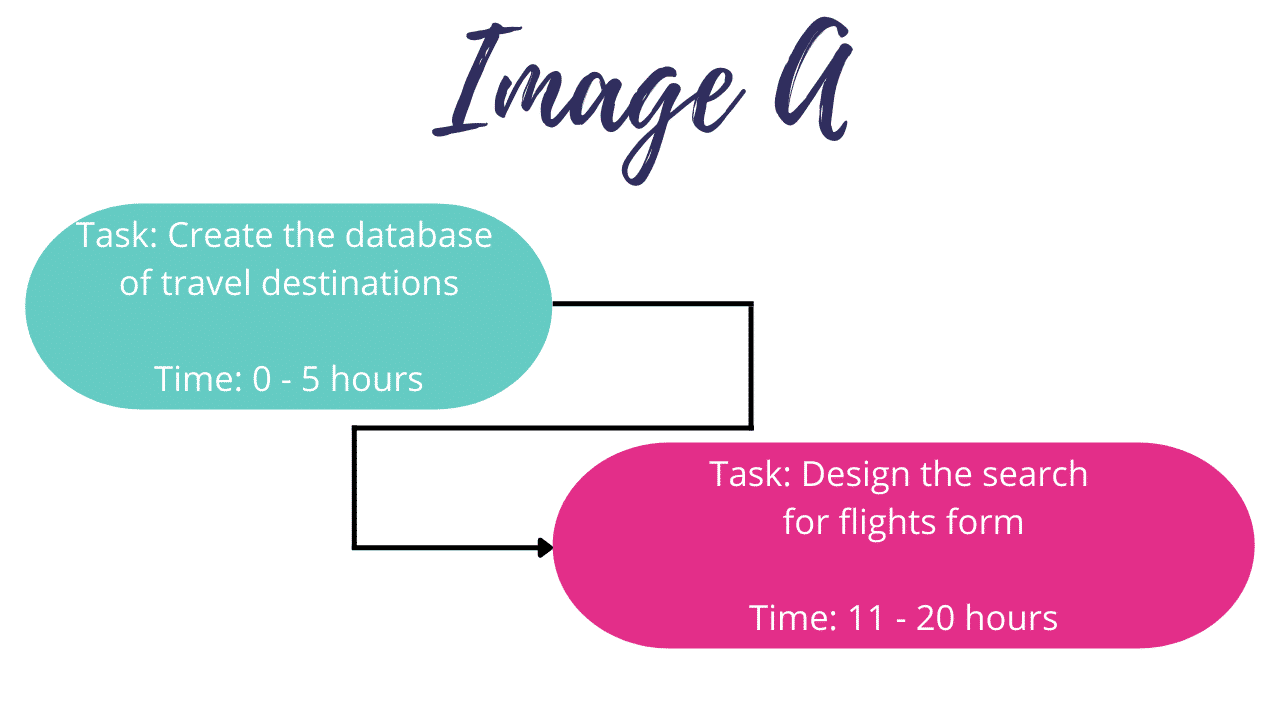 Image A
Task: Create the database
of travel destinations
Time: 0 - 5 hours
Task: Design the search
for flights form
Time: 11 - 20 hours